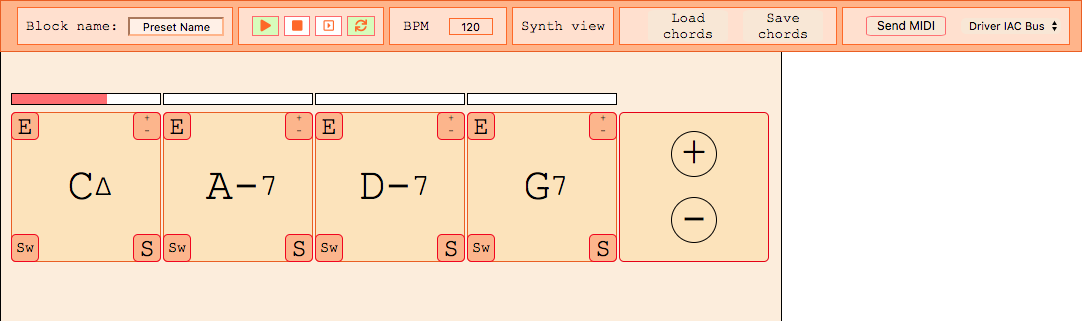 Block name: Preset Name
BPM 120
Synth view
Load chords
Save chords
Send MIDI
Driver IAC Bus
E + -
E + -
E + -
E + -
CΔ
A-7
D-7
G7
+
−
Sw S
Sw S
Sw S
Sw S